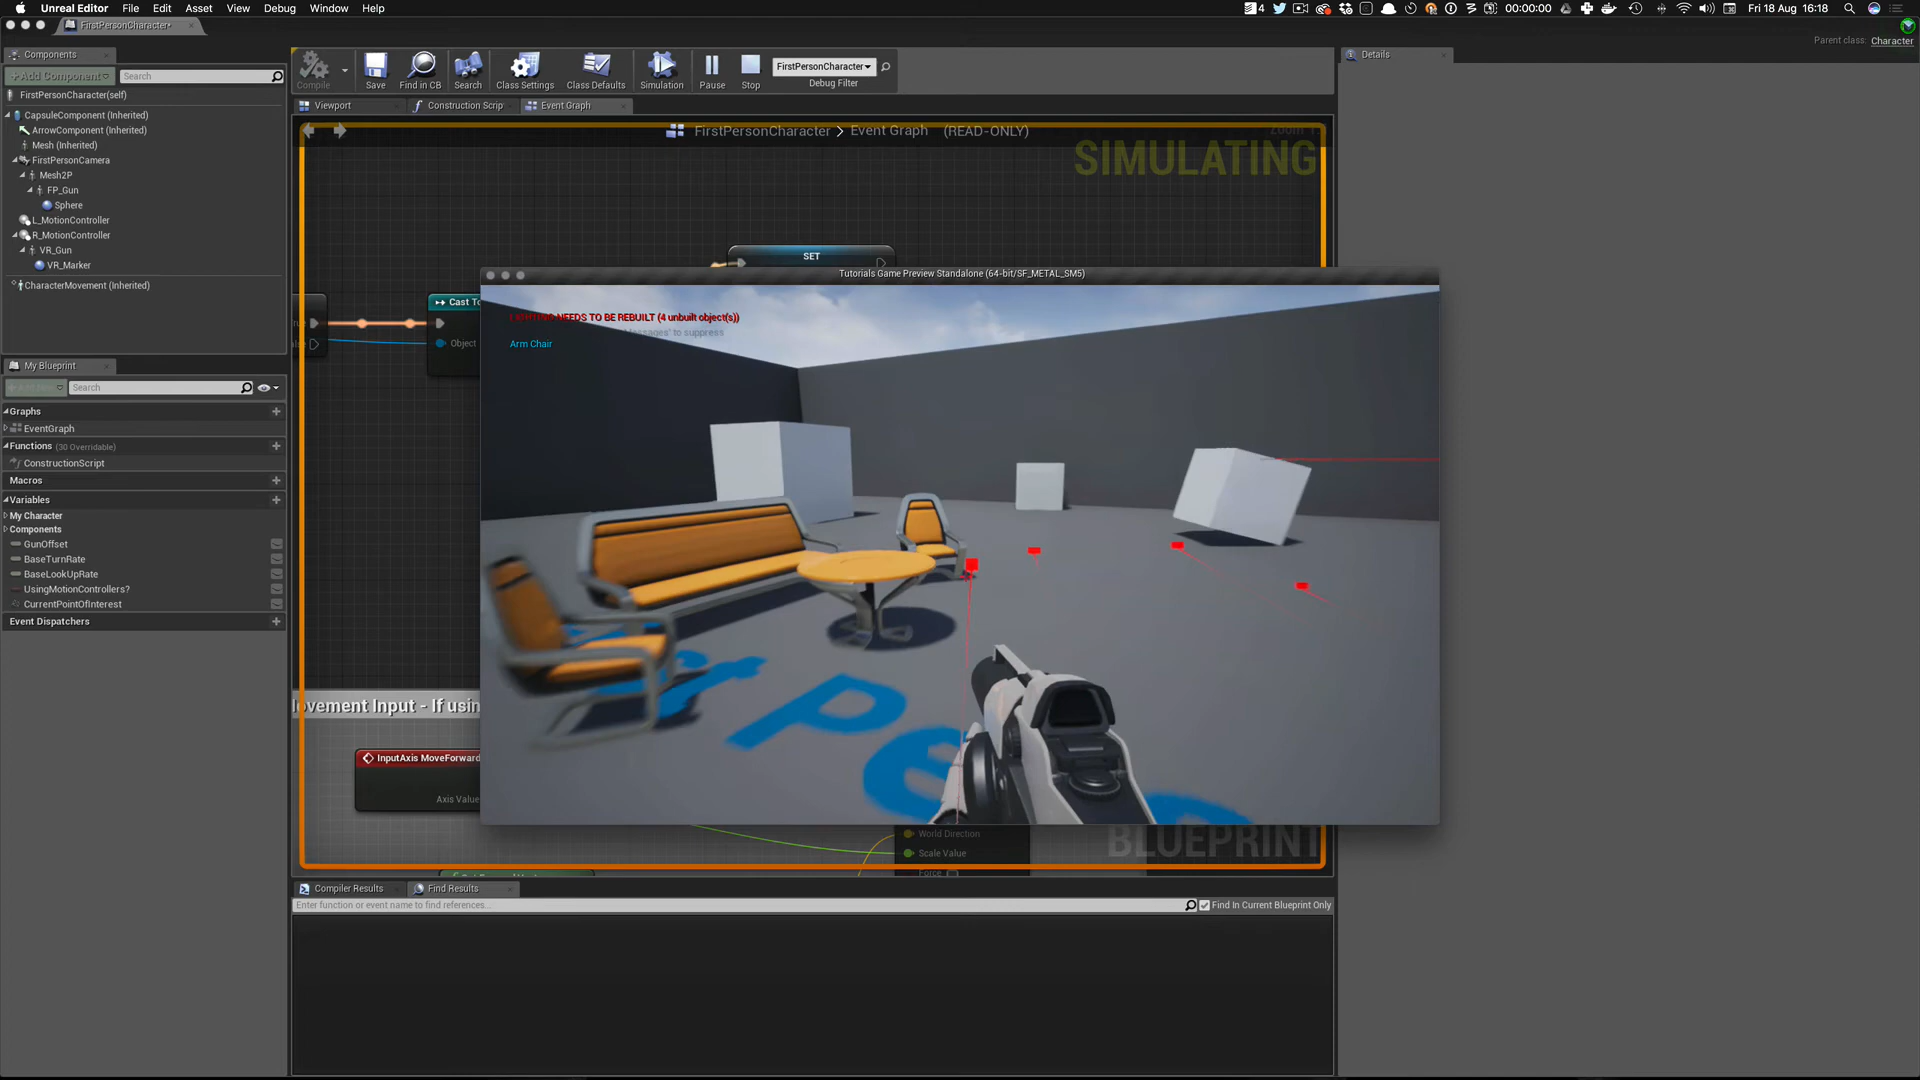 Unreal Editor File Edit Asset View Debug Window Help
4 00:00:00 Fri 18 Aug 16:18
FirstPersonCharacter*
Parent class: Character
Components
Details
+Add Component Search
FirstPersonCharacter(self)
CapsuleComponent (Inherited)
ArrowComponent (Inherited)
Mesh (Inherited)
FirstPersonCamera
Mesh2P
FP_Gun
Sphere
L_MotionController
R_MotionController
VR_Gun
VR_Marker
CharacterMovement (Inherited)
Compile Save Find in CB Search Class Settings Class Defaults Simulation Pause Stop
FirstPersonCharacter
Debug Filter
Viewport Construction Scrip Event Graph
FirstPersonCharacter > Event Graph (READ-ONLY)
SIMULATING
SET
Cast To
Object
Tutorials Game Preview Standalone (64-bit/SF_METAL_SM5)
NEEDS TO BE REBUILT (4 unbuilt object(s))
to suppress
Arm Chair
My Blueprint
Search
Graphs
EventGraph
Functions (30 Overridable)
ConstructionScript
Macros
Variables
My Character
Components
GunOffset
BaseTurnRate
BaseLookUpRate
UsingMotionControllers?
CurrentPointOfInterest
Event Dispatchers
ovement Input - If usin
InputAxis MoveForward
Axis Value
World Direction
Scale Value
Force
BLUEPRINT
Compiler Results Find Results
Enter function or event name to find references...
Find In Current Blueprint Only